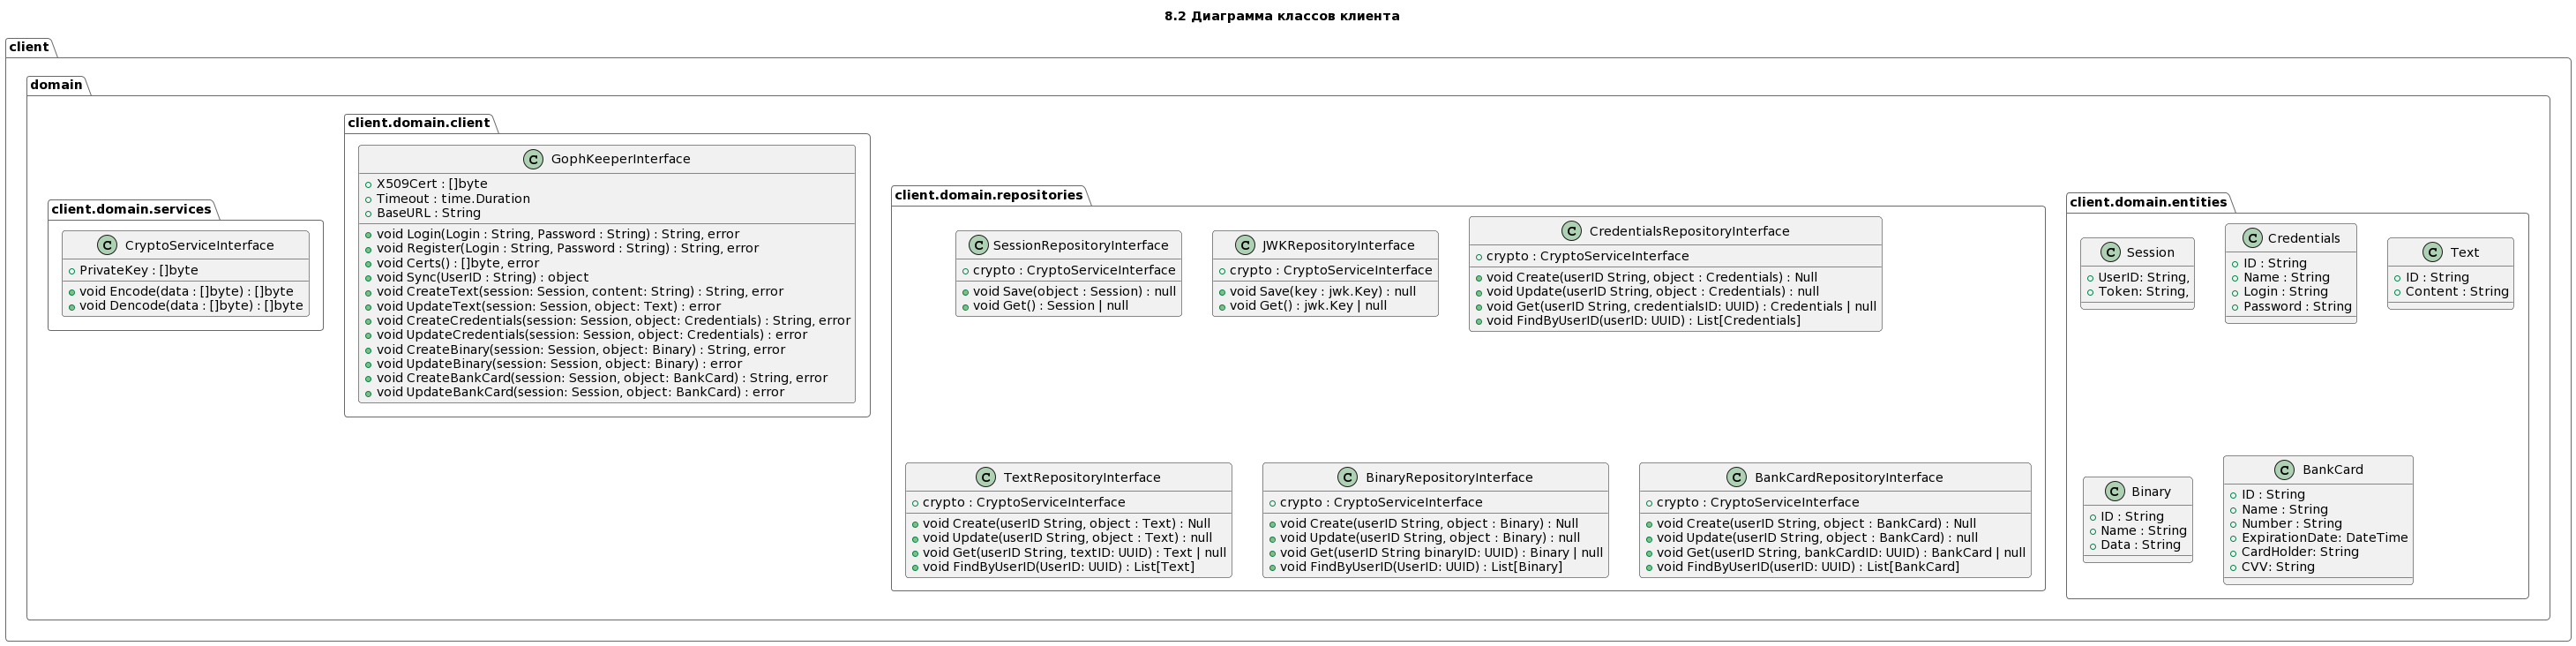 8.2 Диаграмма классов клиента
client
domain
client.domain.services
C CryptoServiceInterface
PrivateKey : []byte
void Encode(data : []byte) : []byte
void Dencode(data : []byte) : []byte
client.domain.client
C GophKeeperInterface
X509Cert : []byte
Timeout : time.Duration
BaseURL : String
void Login(Login : String, Password : String) : String, error
void Register(Login : String, Password : String) : String, error
void Certs() : []byte, error
void Sync(UserID : String) : object
void CreateText(session: Session, content: String) : String, error
void UpdateText(session: Session, object: Text) : error
void CreateCredentials(session: Session, object: Credentials) : String, error
void UpdateCredentials(session: Session, object: Credentials) : error
void CreateBinary(session: Session, object: Binary) : String, error
void UpdateBinary(session: Session, object: Binary) : error
void CreateBankCard(session: Session, object: BankCard) : String, error
void UpdateBankCard(session: Session, object: BankCard) : error
client.domain.repositories
C SessionRepositoryInterface
crypto : CryptoServiceInterface
void Save(object : Session) : null
void Get() : Session | null
C JWKRepositoryInterface
crypto : CryptoServiceInterface
void Save(key : jwk.Key) : null
void Get() : jwk.Key | null
C CredentialsRepositoryInterface
crypto : CryptoServiceInterface
void Create(userID String, object : Credentials) : Null
void Update(userID String, object : Credentials) : null
void Get(userID String, credentialsID: UUID) : Credentials | null
void FindByUserID(userID: UUID) : List[Credentials]
C TextRepositoryInterface
crypto : CryptoServiceInterface
void Create(userID String, object : Text) : Null
void Update(userID String, object : Text) : null
void Get(userID String, textID: UUID) : Text | null
void FindByUserID(UserID: UUID) : List[Text]
C BinaryRepositoryInterface
crypto : CryptoServiceInterface
void Create(userID String, object : Binary) : Null
void Update(userID String, object : Binary) : null
void Get(userID String binaryID: UUID) : Binary | null
void FindByUserID(UserID: UUID) : List[Binary]
C BankCardRepositoryInterface
crypto : CryptoServiceInterface
void Create(userID String, object : BankCard) : Null
void Update(userID String, object : BankCard) : null
void Get(userID String, bankCardID: UUID) : BankCard | null
void FindByUserID(userID: UUID) : List[BankCard]
client.domain.entities
C Session
UserID: String,
Token: String,
C Credentials
ID : String
Name : String
Login : String
Password : String
C Text
ID : String
Content : String
C Binary
ID : String
Name : String
Data : String
C BankCard
ID : String
Name : String
Number : String
ExpirationDate: DateTime
CardHolder: String
CVV: String